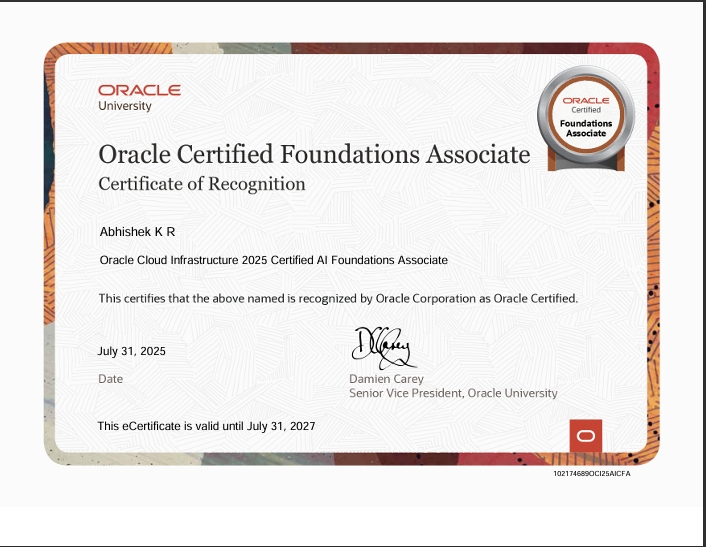 ORACLE
University
ORACLE
Certified
Foundations
Associate
Oracle Certified Foundations Associate
Certificate of Recognition
Abhishek K R
Oracle Cloud Infrastructure 2025 Certified AI Foundations Associate
This certifies that the above named is recognized by Oracle Corporation as Oracle Certified.
July 31, 2025
Date
DCarey
Damien Carey
Senior Vice President, Oracle University
This eCertificate is valid until July 31, 2027
102174689OCI25AICFA